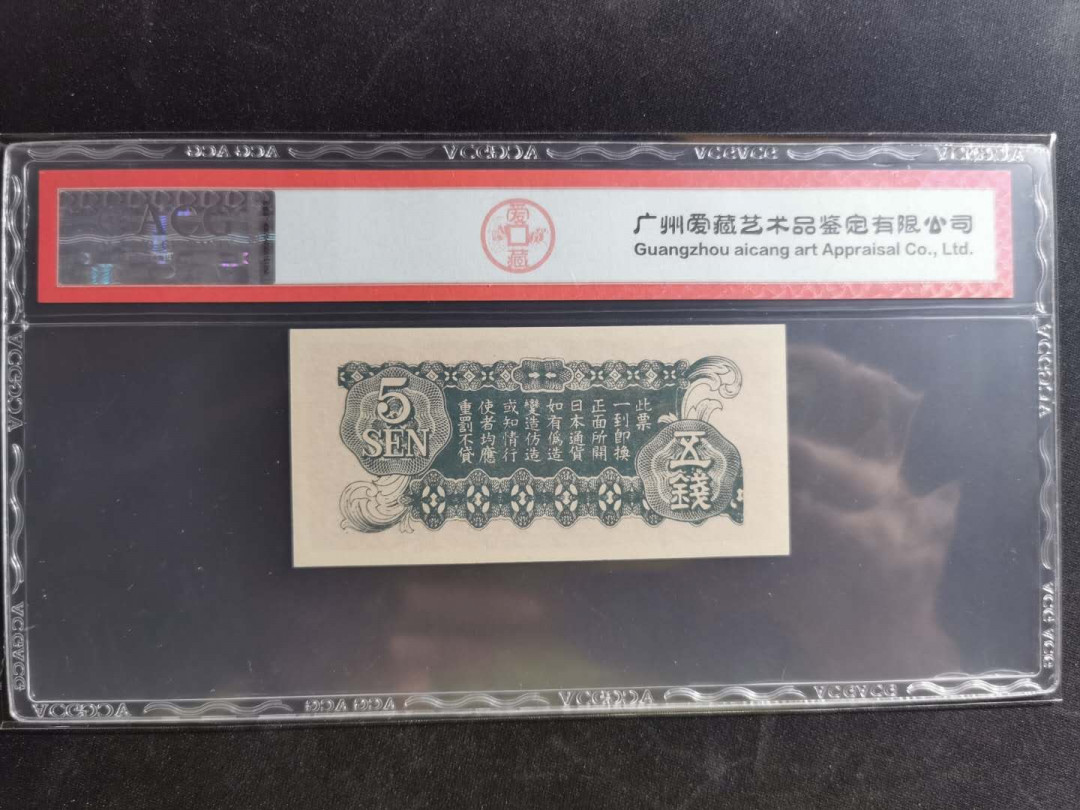 ACG
爱藏
广州爱藏艺术品鉴定有限公司
Guangzhou aicang art Appraisal Co., Ltd.
5
SEN
此票
一到即換
正面所開
日本通貨
如有偽造
變造仿造
或知情行
使者均應
重罰不貸
五
錢